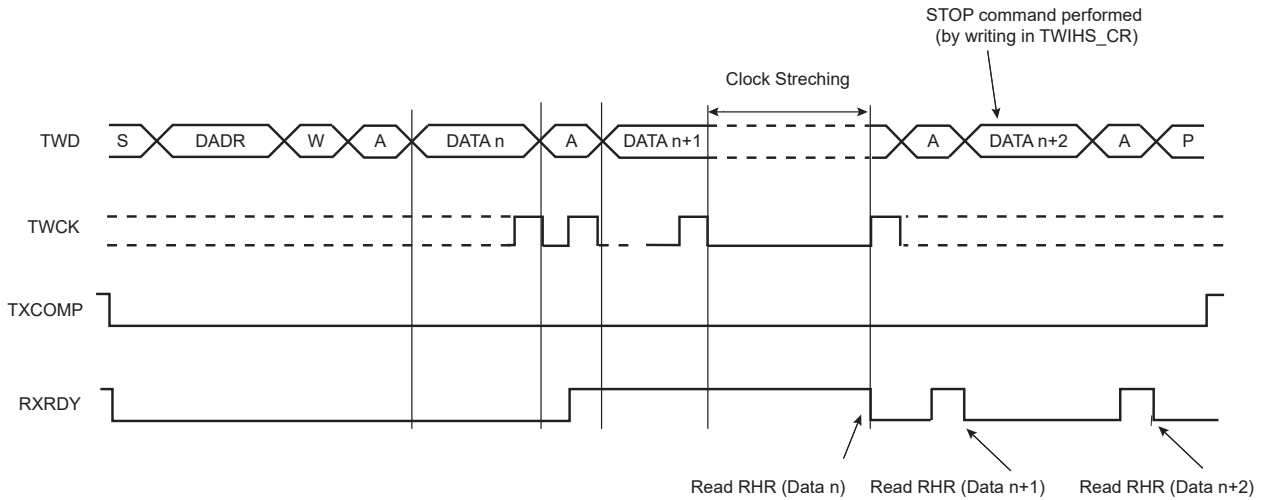 STOP command performed
(by writing in TWIHS_CR)
Clock Streching
TWD S DADR W A DATA n A DATA n+1 A DATA n+2 A P
TWCK
TXCOMP
RXRDY
Read RHR (Data n) Read RHR (Data n+1) Read RHR (Data n+2)